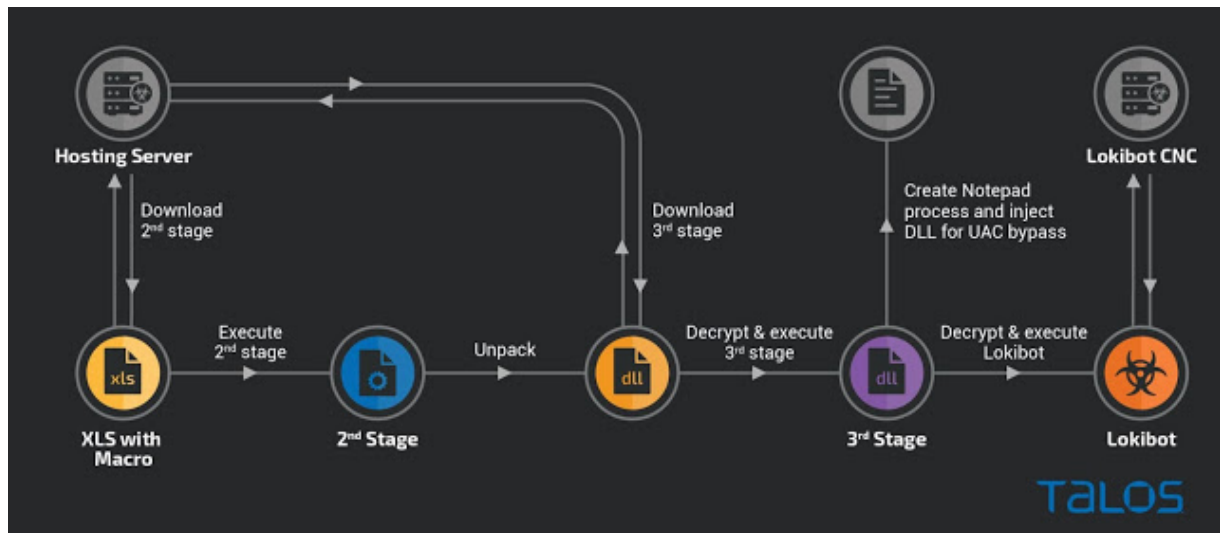 Hosting Server
Lokibot CNC
Download
2nd stage
Download
3rd stage
Create Notepad
process and inject
DLL for UAC bypass
Execute
2nd stage
Unpack
Decrypt & execute
3rd stage
Decrypt & execute
Lokibot
xls
dll
dll
XLS with
Macro
2nd Stage
3rd Stage
Lokibot
TALOS